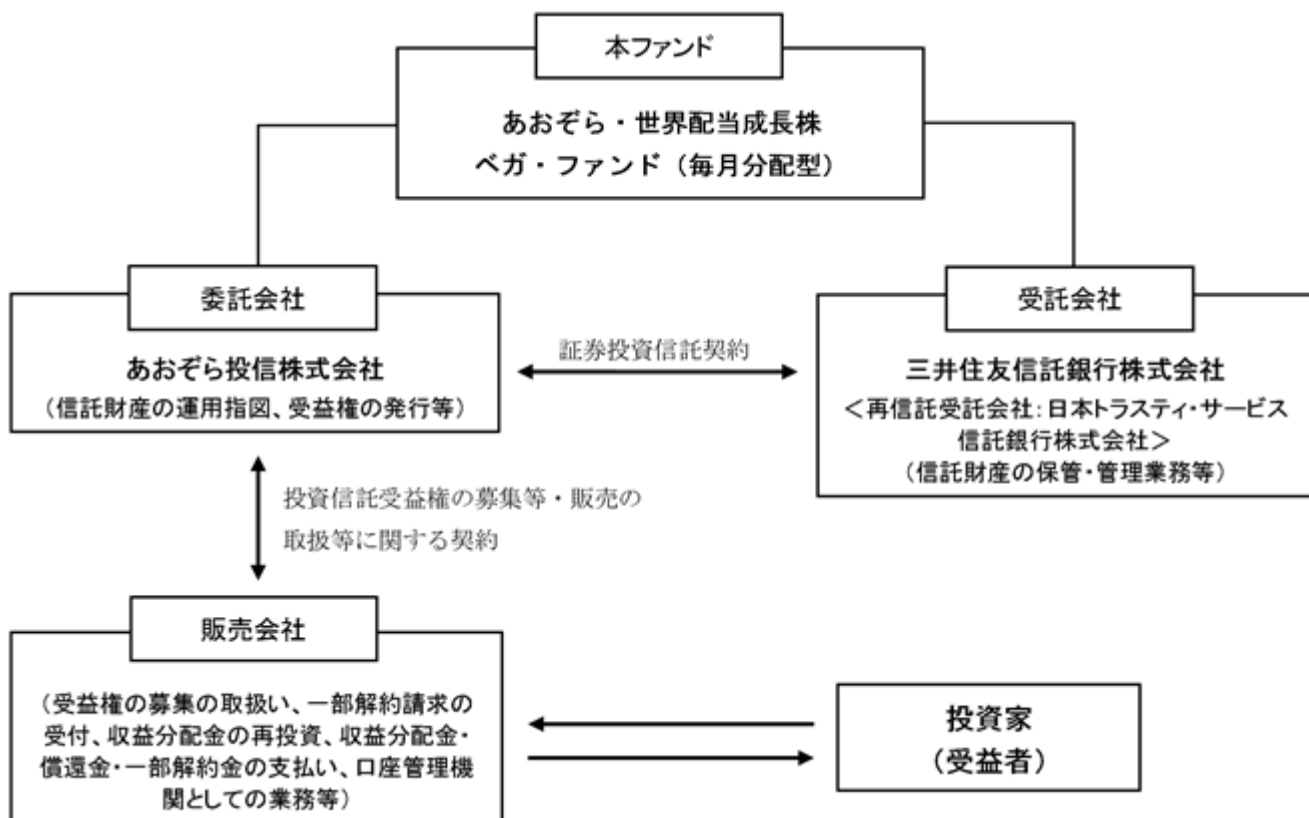 本ファンド
あおぞら・世界配当成長株
ベガ・ファンド（毎月分配型）
委託会社
あおぞら投信株式会社
（信託財産の運用指図、受益権の発行等）
証券投資信託契約
受託会社
三井住友信託銀行株式会社
＜再信託受託会社：日本トラスティ・サービス
信託銀行株式会社＞
（信託財産の保管・管理業務等）
投資信託受益権の募集等・販売の
取扱等に関する契約
販売会社
（受益権の募集の取扱い、一部解約請求の
受付、収益分配金の再投資、収益分配金・
償還金・一部解約金の支払い、口座管理機
関としての業務等）
投資家
（受益者）